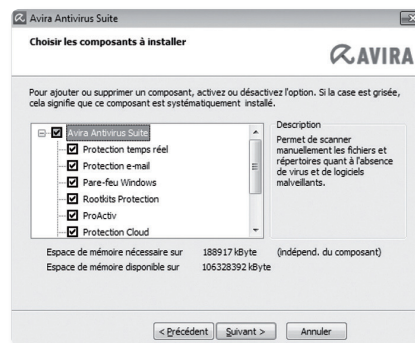 Avira Antivirus Suite
Choisir les composants à installer
AVIRA
Pour ajouter ou supprimer un composant, activez ou désactivez l'option. Si la case est grisée,
cela signifie que ce composant est systématiquement installé.
Avira Antivirus Suite
Protection temps réel
Protection e-mail
Pare-feu Windows
Rootkits Protection
ProActiv
Protection Cloud
Description
Permet de scanner
manuellement les fichiers et
répertoires quant à l'absence
de virus et de logiciels
malveillants.
Espace de mémoire nécessaire sur 188917 kByte (indépend. du composant)
Espace de mémoire disponible sur 106328392 kByte
< Précédent Suivant > Annuler